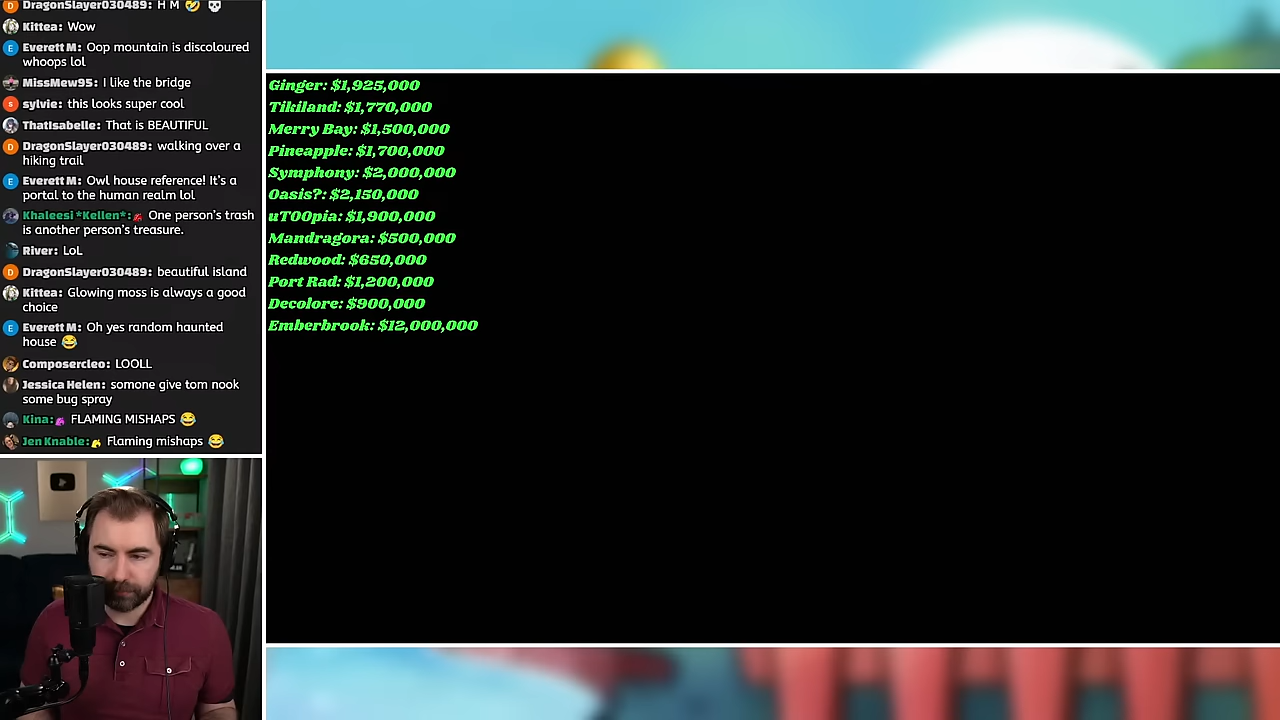 DragonSlayer030489: H M 🤣 💀
Kittea: Wow
Everett M: Oop mountain is discoloured
whoops lol
MissMew95: I like the bridge
sylvie: this looks super cool
ThatIsabelle: That is BEAUTIFUL
DragonSlayer030489: walking over a
hiking trail
Everett M: Owl house reference! It's a
portal to the human realm lol
Khaleesi *Kellen*: One person's trash
is another person's treasure.
River: LoL
DragonSlayer030489: beautiful island
Kittea: Glowing moss is always a good
choice
Everett M: Oh yes random haunted
house 😂
Composercleo: LOOLL
Jessica Helen: somone give tom nook
some bug spray
Kina: FLAMING MISHAPS 😂
Jen Knable: Flaming mishaps 😂
Ginger: $1,925,000
Tikiland: $1,770,000
Merry Bay: $1,500,000
Pineapple: $1,700,000
Symphony: $2,000,000
Oasis?: $2,150,000
uTOOpia: $1,900,000
Mandragora: $500,000
Redwood: $650,000
Port Rad: $1,200,000
Decolore: $900,000
Emberbrook: $12,000,000